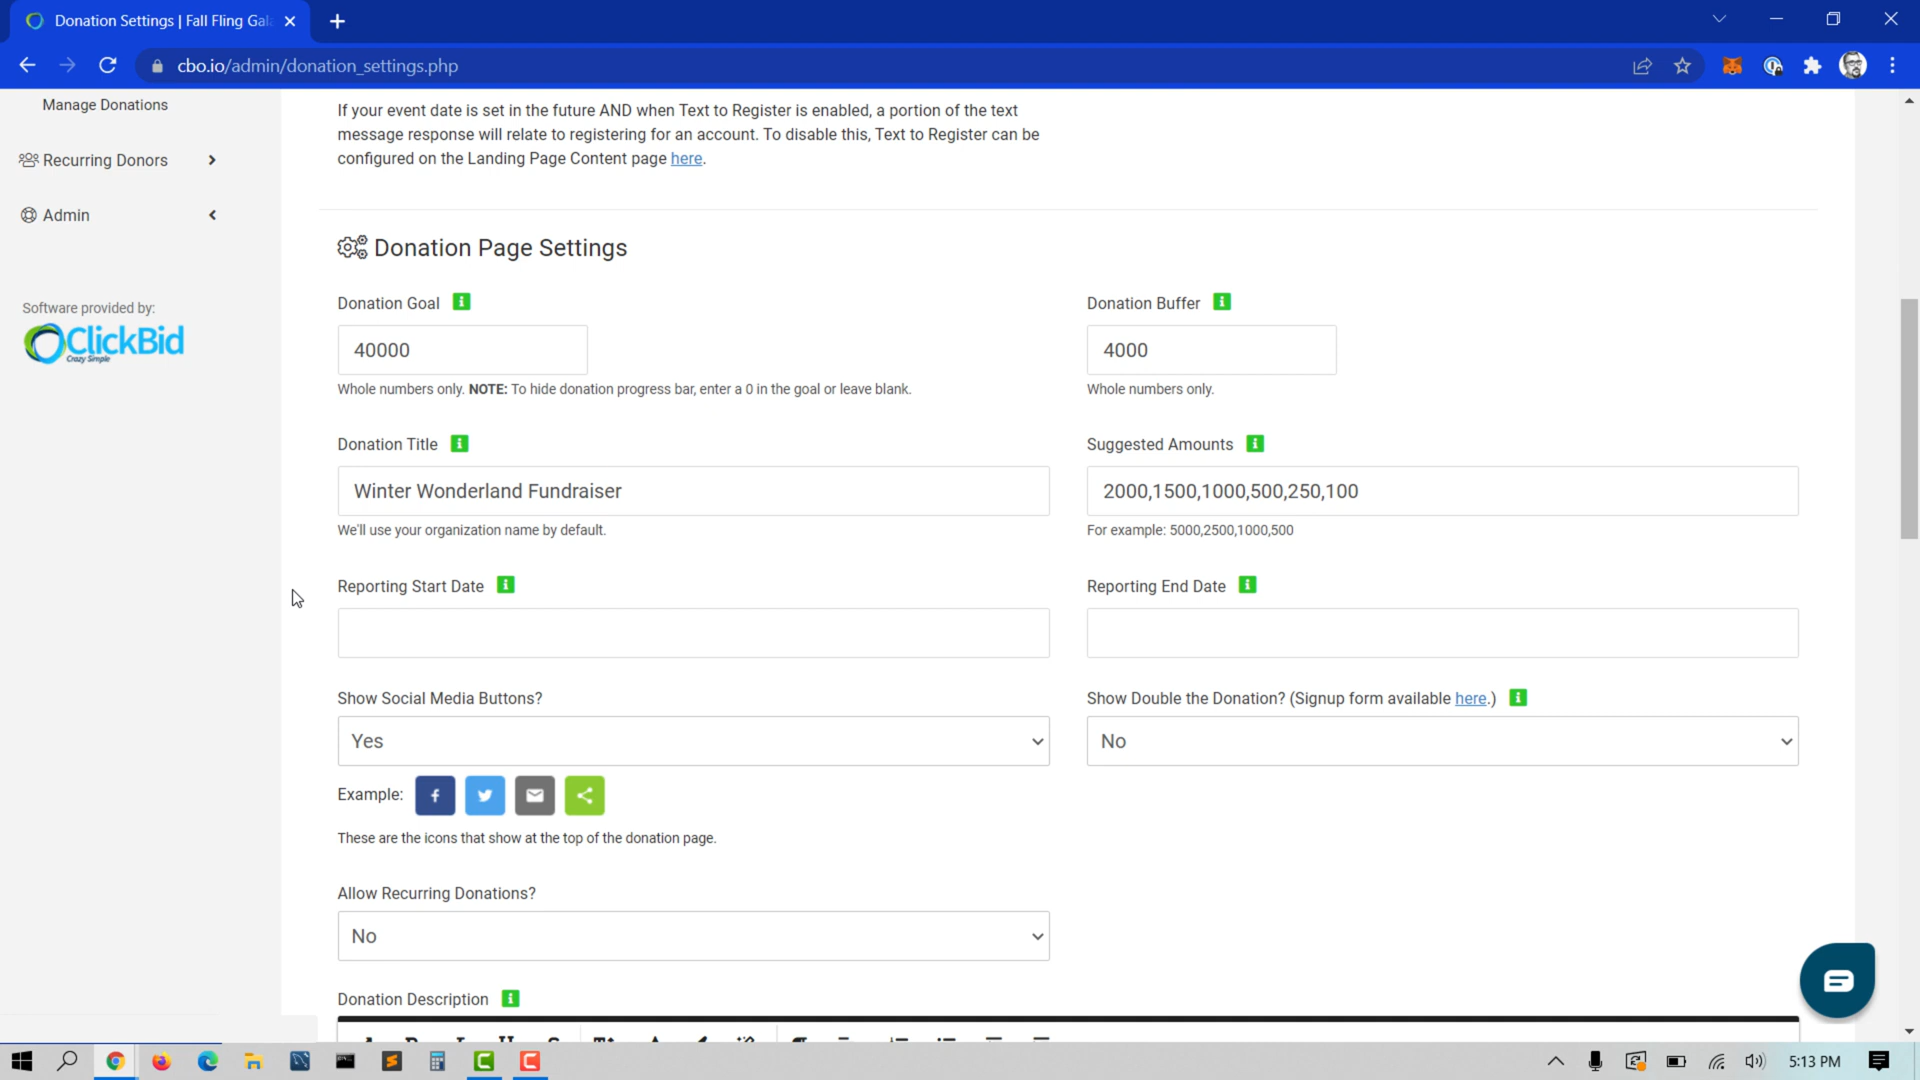 Donation Settings | Fall Fling Gala
cbo.io/admin/donation_settings.php
Manage Donations
Recurring Donors
Admin
Software provided by:
ClickBid
Crazy Simple
If your event date is set in the future AND when Text to Register is enabled, a portion of the text
message response will relate to registering for an account. To disable this, Text to Register can be
configured on the Landing Page Content page here.
Donation Page Settings
Donation Goal
40000
Whole numbers only. NOTE: To hide donation progress bar, enter a 0 in the goal or leave blank.
Donation Buffer
4000
Whole numbers only.
Donation Title
Winter Wonderland Fundraiser
We'll use your organization name by default.
Suggested Amounts
2000,1500,1000,500,250,100
For example: 5000,2500,1000,500
Reporting Start Date
Reporting End Date
Show Social Media Buttons?
Yes
Example:
These are the icons that show at the top of the donation page.
Show Double the Donation? (Signup form available here.)
No
Allow Recurring Donations?
No
Donation Description
5:13 PM